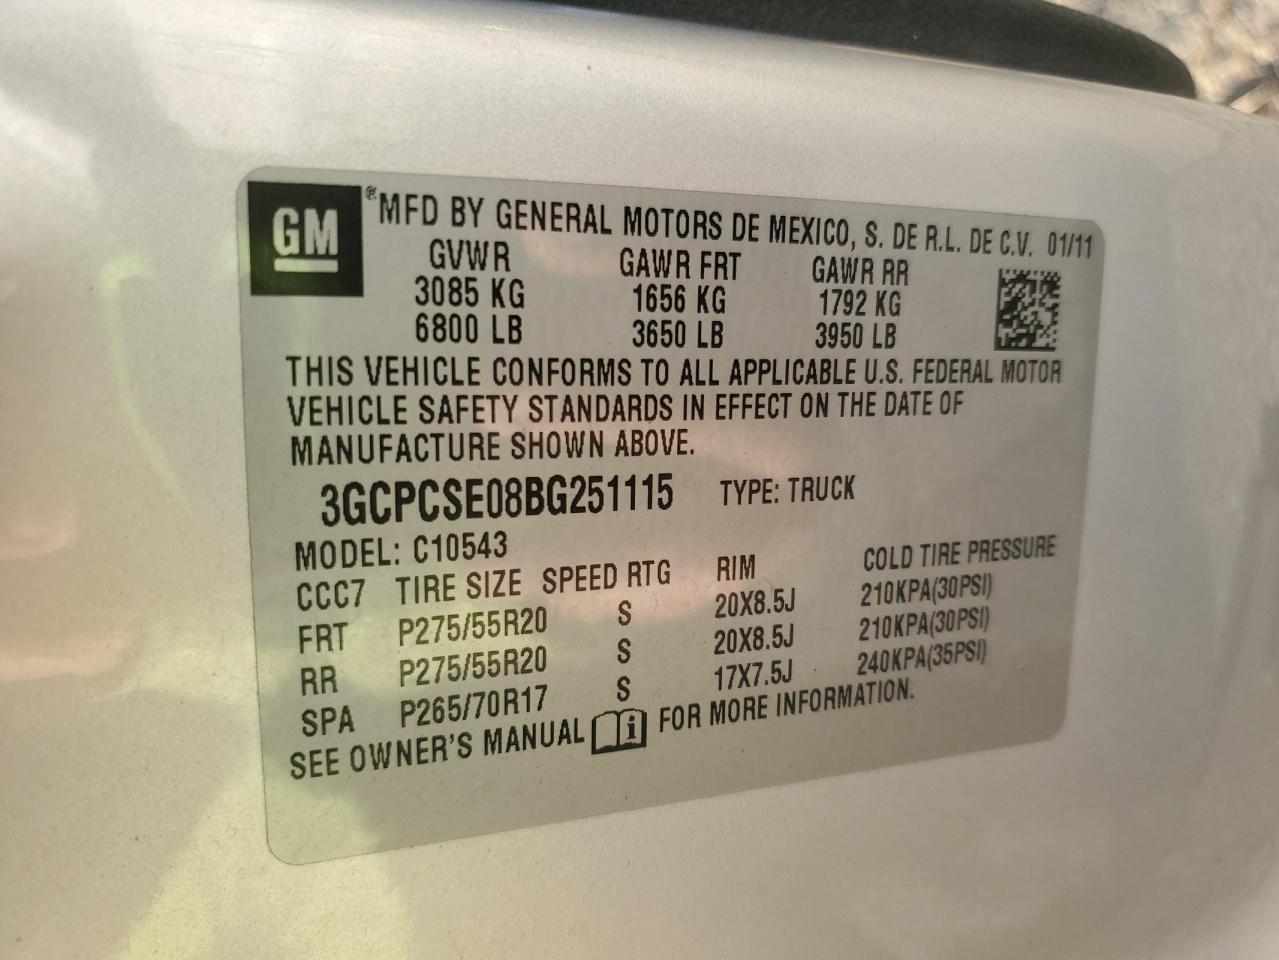 GM
® MFD BY GENERAL MOTORS DE MEXICO, S. DE R.L. DE C.V. 01/11
GVWR GAWR FRT GAWR RR
3085 KG 1656 KG 1792 KG
6800 LB 3650 LB 3950 LB
THIS VEHICLE CONFORMS TO ALL APPLICABLE U.S. FEDERAL MOTOR
VEHICLE SAFETY STANDARDS IN EFFECT ON THE DATE OF
MANUFACTURE SHOWN ABOVE.
3GCPCSE08BG251115 TYPE: TRUCK
MODEL: C10543
CCC7 TIRE SIZE SPEED RTG RIM COLD TIRE PRESSURE
FRT P275/55R20 S 20X8.5J 210KPA(30PSI)
RR P275/55R20 S 20X8.5J 210KPA(30PSI)
SPA P265/70R17 S 17X7.5J 240KPA(35PSI)
SEE OWNER'S MANUAL i FOR MORE INFORMATION.